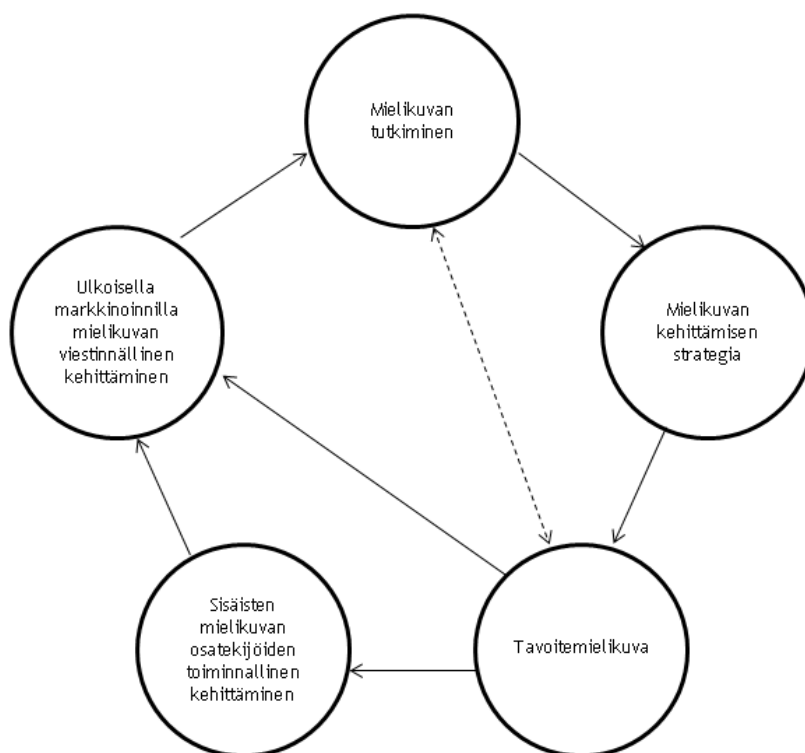 Mielikuvan
tutkiminen
Mielikuvan
kehittämisen
strategia
Tavoitemielikuva
Sisäisten
mielikuvan
osatekijöiden
toiminnallinen
kehittäminen
Ulkoisella
markkinoinnilla
mielikuvan
viestinnällinen
kehittäminen